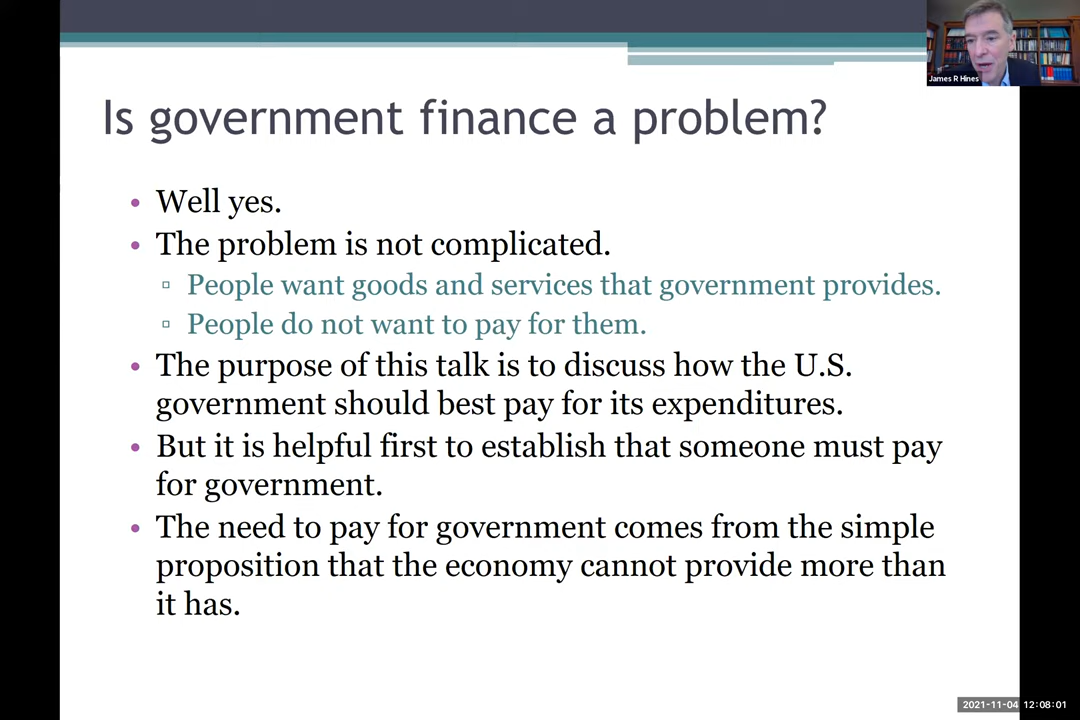 James R Hines
Is government finance a problem?
• Well yes.
• The problem is not complicated.
▫ People want goods and services that government provides.
▫ People do not want to pay for them.
• The purpose of this talk is to discuss how the U.S.
government should best pay for its expenditures.
• But it is helpful first to establish that someone must pay
for government.
• The need to pay for government comes from the simple
proposition that the economy cannot provide more than
it has.
2021-11-04 12:08:01